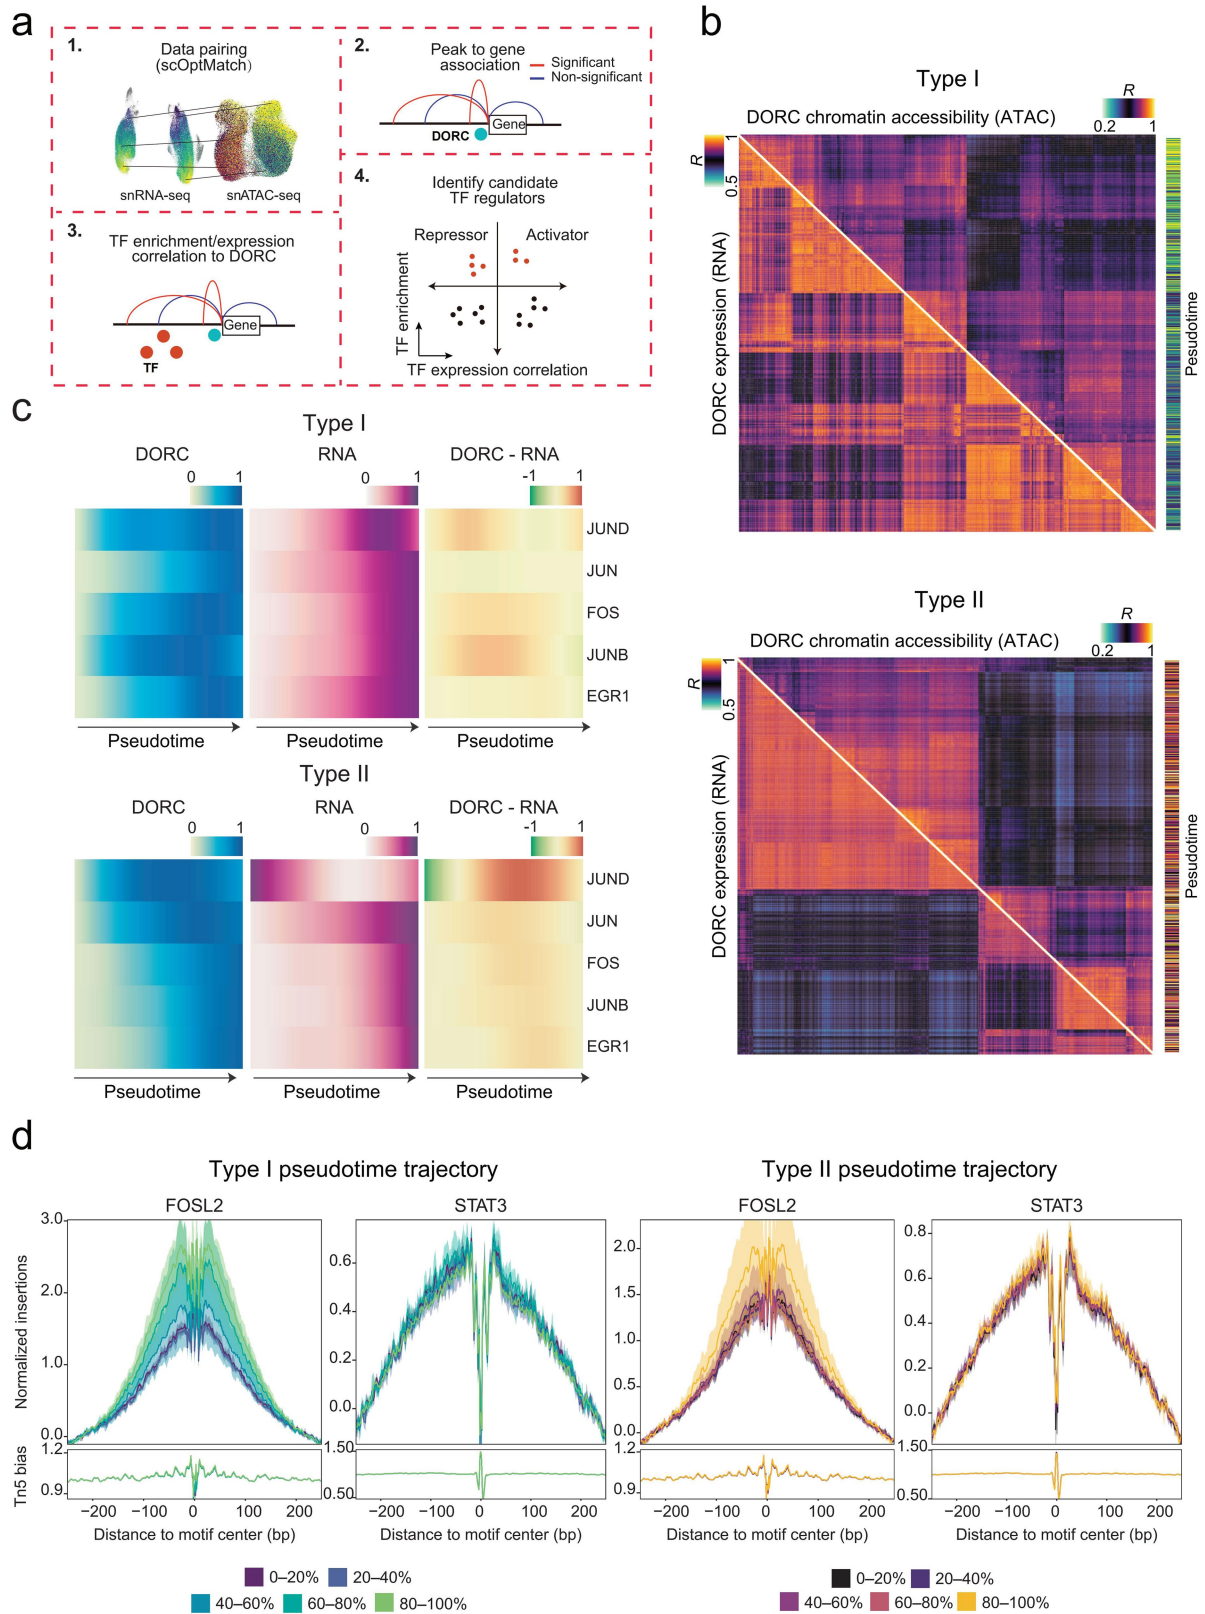 a
1.
Data pairing
(scOptMatch)
snRNA-seq
snATAC-seq
2.
Peak to gene
association
Significant
Non-significant
DORC
Gene
3.
TF enrichment/expression
correlation to DORC
Gene
TF
4.
Identify candidate
TF regulators
Repressor
Activator
TF enrichment
TF expression correlation
b
Type I
DORC chromatin accessibility (ATAC)
R
0.2
1
R
1
0.5
DORC expression (RNA)
Pesudotime
Type II
DORC chromatin accessibility (ATAC)
R
0.2
1
R
1
0.5
DORC expression (RNA)
Pesudotime
c
Type I
DORC
RNA
DORC - RNA
0 1
0 1
-1 1
JUND
JUN
FOS
JUNB
EGR1
Pseudotime
Pseudotime
Pseudotime
Type II
DORC
RNA
DORC - RNA
0 1
0 1
-1 1
JUND
JUN
FOS
JUNB
EGR1
Pseudotime
Pseudotime
Pseudotime
d
Type I pseudotime trajectory
FOSL2
STAT3
Normalized insertions
3.0
2.0
1.0
0.0
0.6
0.4
0.2
0.0
Tn5 bias
1.2
0.9
1.50
0.50
−200 −100 0 100 200
−200 −100 0 100 200
Distance to motif center (bp)
Distance to motif center (bp)
0–20% 20–40%
40–60% 60–80% 80–100%
Type II pseudotime trajectory
FOSL2
STAT3
2.0
1.5
1.0
0.5
0.0
0.8
0.6
0.4
0.2
0.0
1.2
0.9
1.50
0.50
−200 −100 0 100 200
−200 −100 0 100 200
Distance to motif center (bp)
Distance to motif center (bp)
0–20% 20–40%
40–60% 60–80% 80–100%